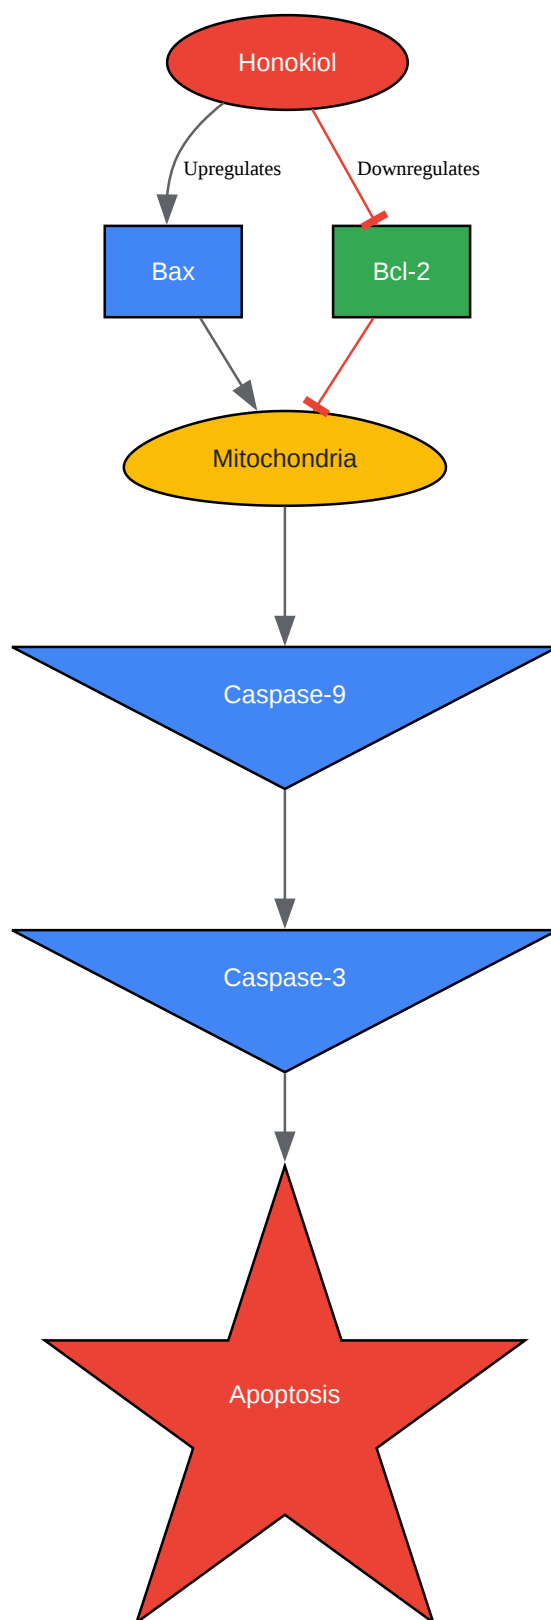 Honokiol
Upregulates
Downregulates
Bax
Bcl-2
Mitochondria
Caspase-9
Caspase-3
Apoptosis